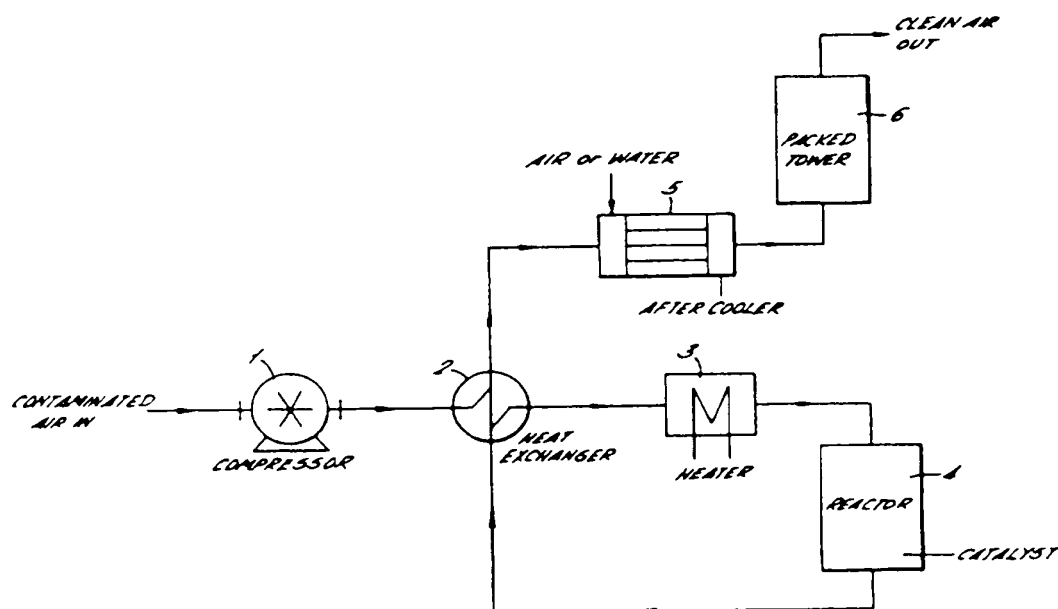 CLEAN AIR
OUT
6
PACKED
TOWER
AIR OR WATER
5
AFTER COOLER
1
2
3
CONTAMINATED
AIR IN
COMPRESSOR
HEAT
EXCHANGER
HEATER
4
REACTOR
CATALYST